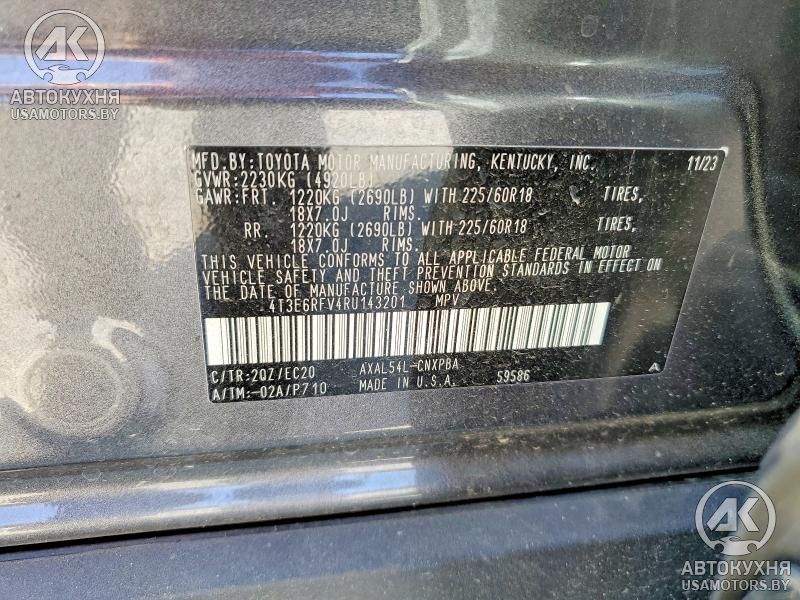 AK
АВТОКУХНЯ
USAMOTORS.BY
MFD.BY:TOYOTA MOTOR MANUFACTURING, KENTUCKY, INC. 11/23
GVWR:2230KG (4920LB)
GAWR:FRT. 1220KG (2690LB) WITH 225/60R18 TIRES,
18X7.0J RIMS.
RR. 1220KG (2690LB) WITH 225/60R18 TIRES,
18X7.0J RIMS.
THIS VEHICLE CONFORMS TO ALL APPLICABLE FEDERAL MOTOR
VEHICLE SAFETY AND THEFT PREVENTION STANDARDS IN EFFECT ON
THE DATE OF MANUFACTURE SHOWN ABOVE.
4T3E6RFV4RU143201 MPV
C/TR:2QZ/EC20 AXAL54L-CNXPBA
A/TM:-02A/P710 MADE IN U.S.A. 59586 A
AK
АВТОКУХНЯ
USAMOTORS.BY